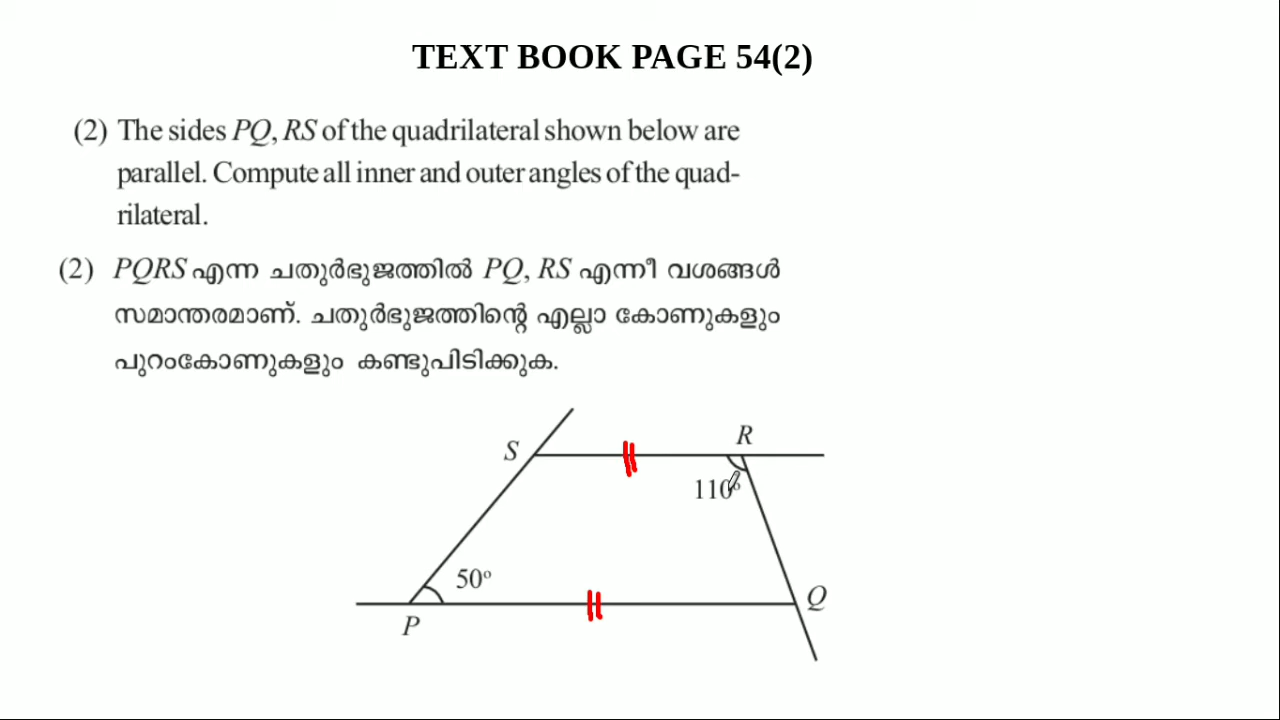 TEXT BOOK PAGE 54(2)
(2) The sides PQ, RS of the quadrilateral shown below are
parallel. Compute all inner and outer angles of the quad-
rilateral.
(2) PQRS എന്ന ചതുർഭുജത്തിൽ PQ, RS എന്നീ വശങ്ങൾ
സമാന്തരമാണ്. ചതുർഭുജത്തിന്റെ എല്ലാ കോണുകളും
പുറംകോണുകളും കണ്ടുപിടിക്കുക.
R
S
110°
50°
Q
P